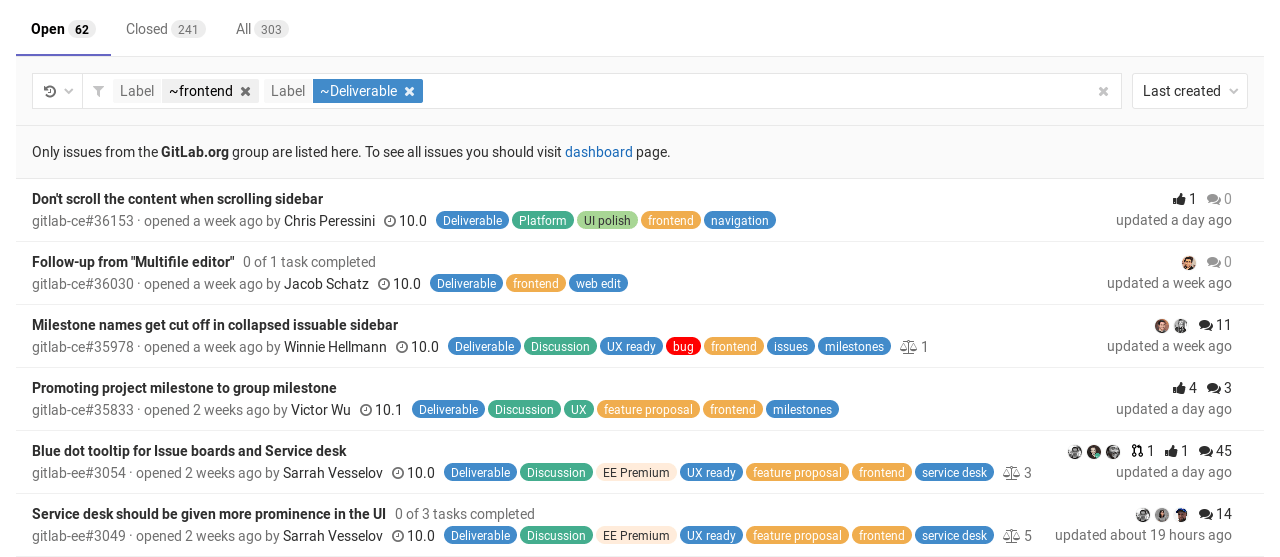 Open 62 Closed 241 All 303
Label ~frontend Label ~Deliverable Last created
Only issues from the GitLab.org group are listed here. To see all issues you should visit dashboard page.
Don't scroll the content when scrolling sidebar 1 0
gitlab-ce#36153 · opened a week ago by Chris Peressini 10.0 Deliverable Platform UI polish frontend navigation updated a day ago
Follow-up from "Multifile editor" 0 of 1 task completed 0
gitlab-ce#36030 · opened a week ago by Jacob Schatz 10.0 Deliverable frontend web edit updated a week ago
Milestone names get cut off in collapsed issuable sidebar 11
gitlab-ce#35978 · opened a week ago by Winnie Hellmann 10.0 Deliverable Discussion UX ready bug frontend issues milestones 1 updated a week ago
Promoting project milestone to group milestone 4 3
gitlab-ce#35833 · opened 2 weeks ago by Victor Wu 10.1 Deliverable Discussion UX feature proposal frontend milestones updated a day ago
Blue dot tooltip for Issue boards and Service desk 1 1 45
gitlab-ee#3054 · opened 2 weeks ago by Sarrah Vesselov 10.0 Deliverable Discussion EE Premium UX ready feature proposal frontend service desk 3 updated a day ago
Service desk should be given more prominence in the UI 0 of 3 tasks completed 14
gitlab-ee#3049 · opened 2 weeks ago by Sarrah Vesselov 10.0 Deliverable Discussion EE Premium UX ready feature proposal frontend service desk 5 updated about 19 hours ago